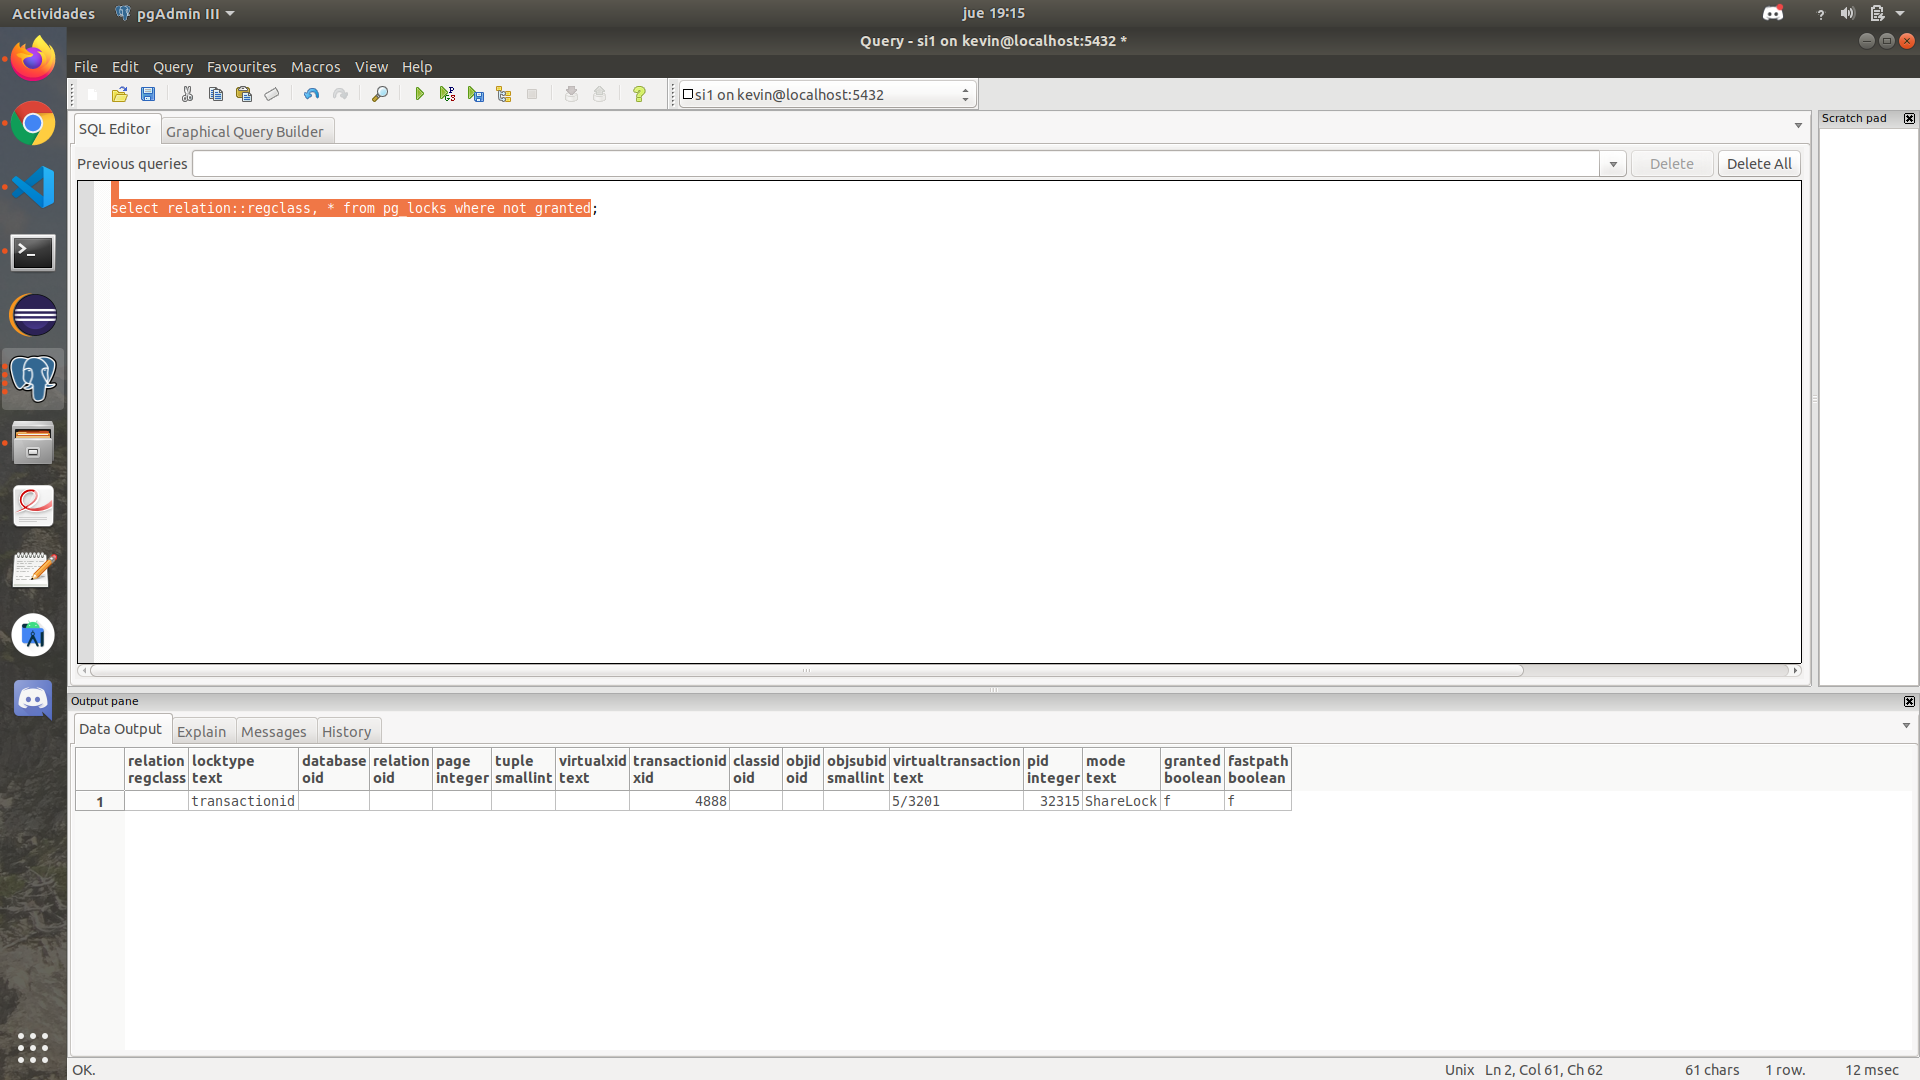 Actividades pgAdmin III jue 19:15
Query - si1 on kevin@localhost:5432 *
File Edit Query Favourites Macros View Help
si1 on kevin@localhost:5432
SQL Editor Graphical Query Builder
Scratch pad
Previous queries Delete Delete All
select relation::regclass, * from pg_locks where not granted;
Output pane
Data Output Explain Messages History
relation locktype database relation page tuple virtualxid transactionid classid objid objsubid virtualtransaction pid mode granted fastpath
regclass text oid oid integer smallint text xid oid oid smallint text integer text boolean boolean
1 transactionid 4888 5/3201 32315 ShareLock f f
OK. Unix Ln 2, Col 61, Ch 62 61 chars 1 row. 12 msec